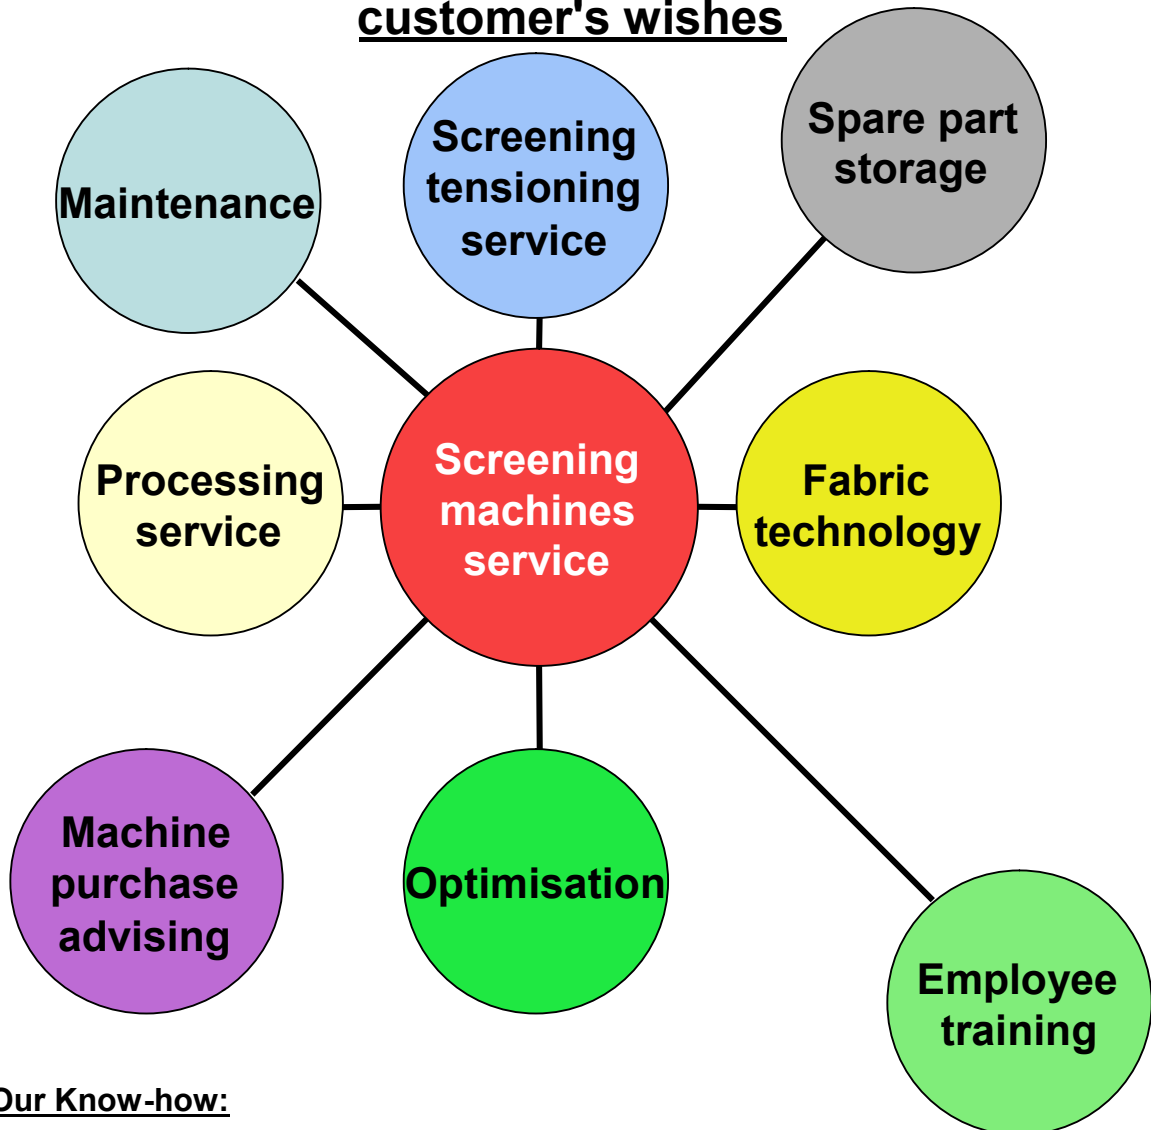 customer's wishes
Maintenance
Screening
tensioning
service
Spare part
storage
Processing
service
Screening
machines
service
Fabric
technology
Machine
purchase
advising
Optimisation
Employee
training
Our Know-how: